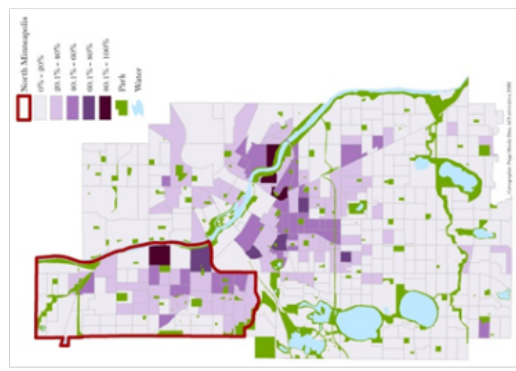 North Minneapolis
0% - 20%
20.1% - 40%
40.1% - 60%
60.1% - 80%
80.1% - 100%
Park
Water